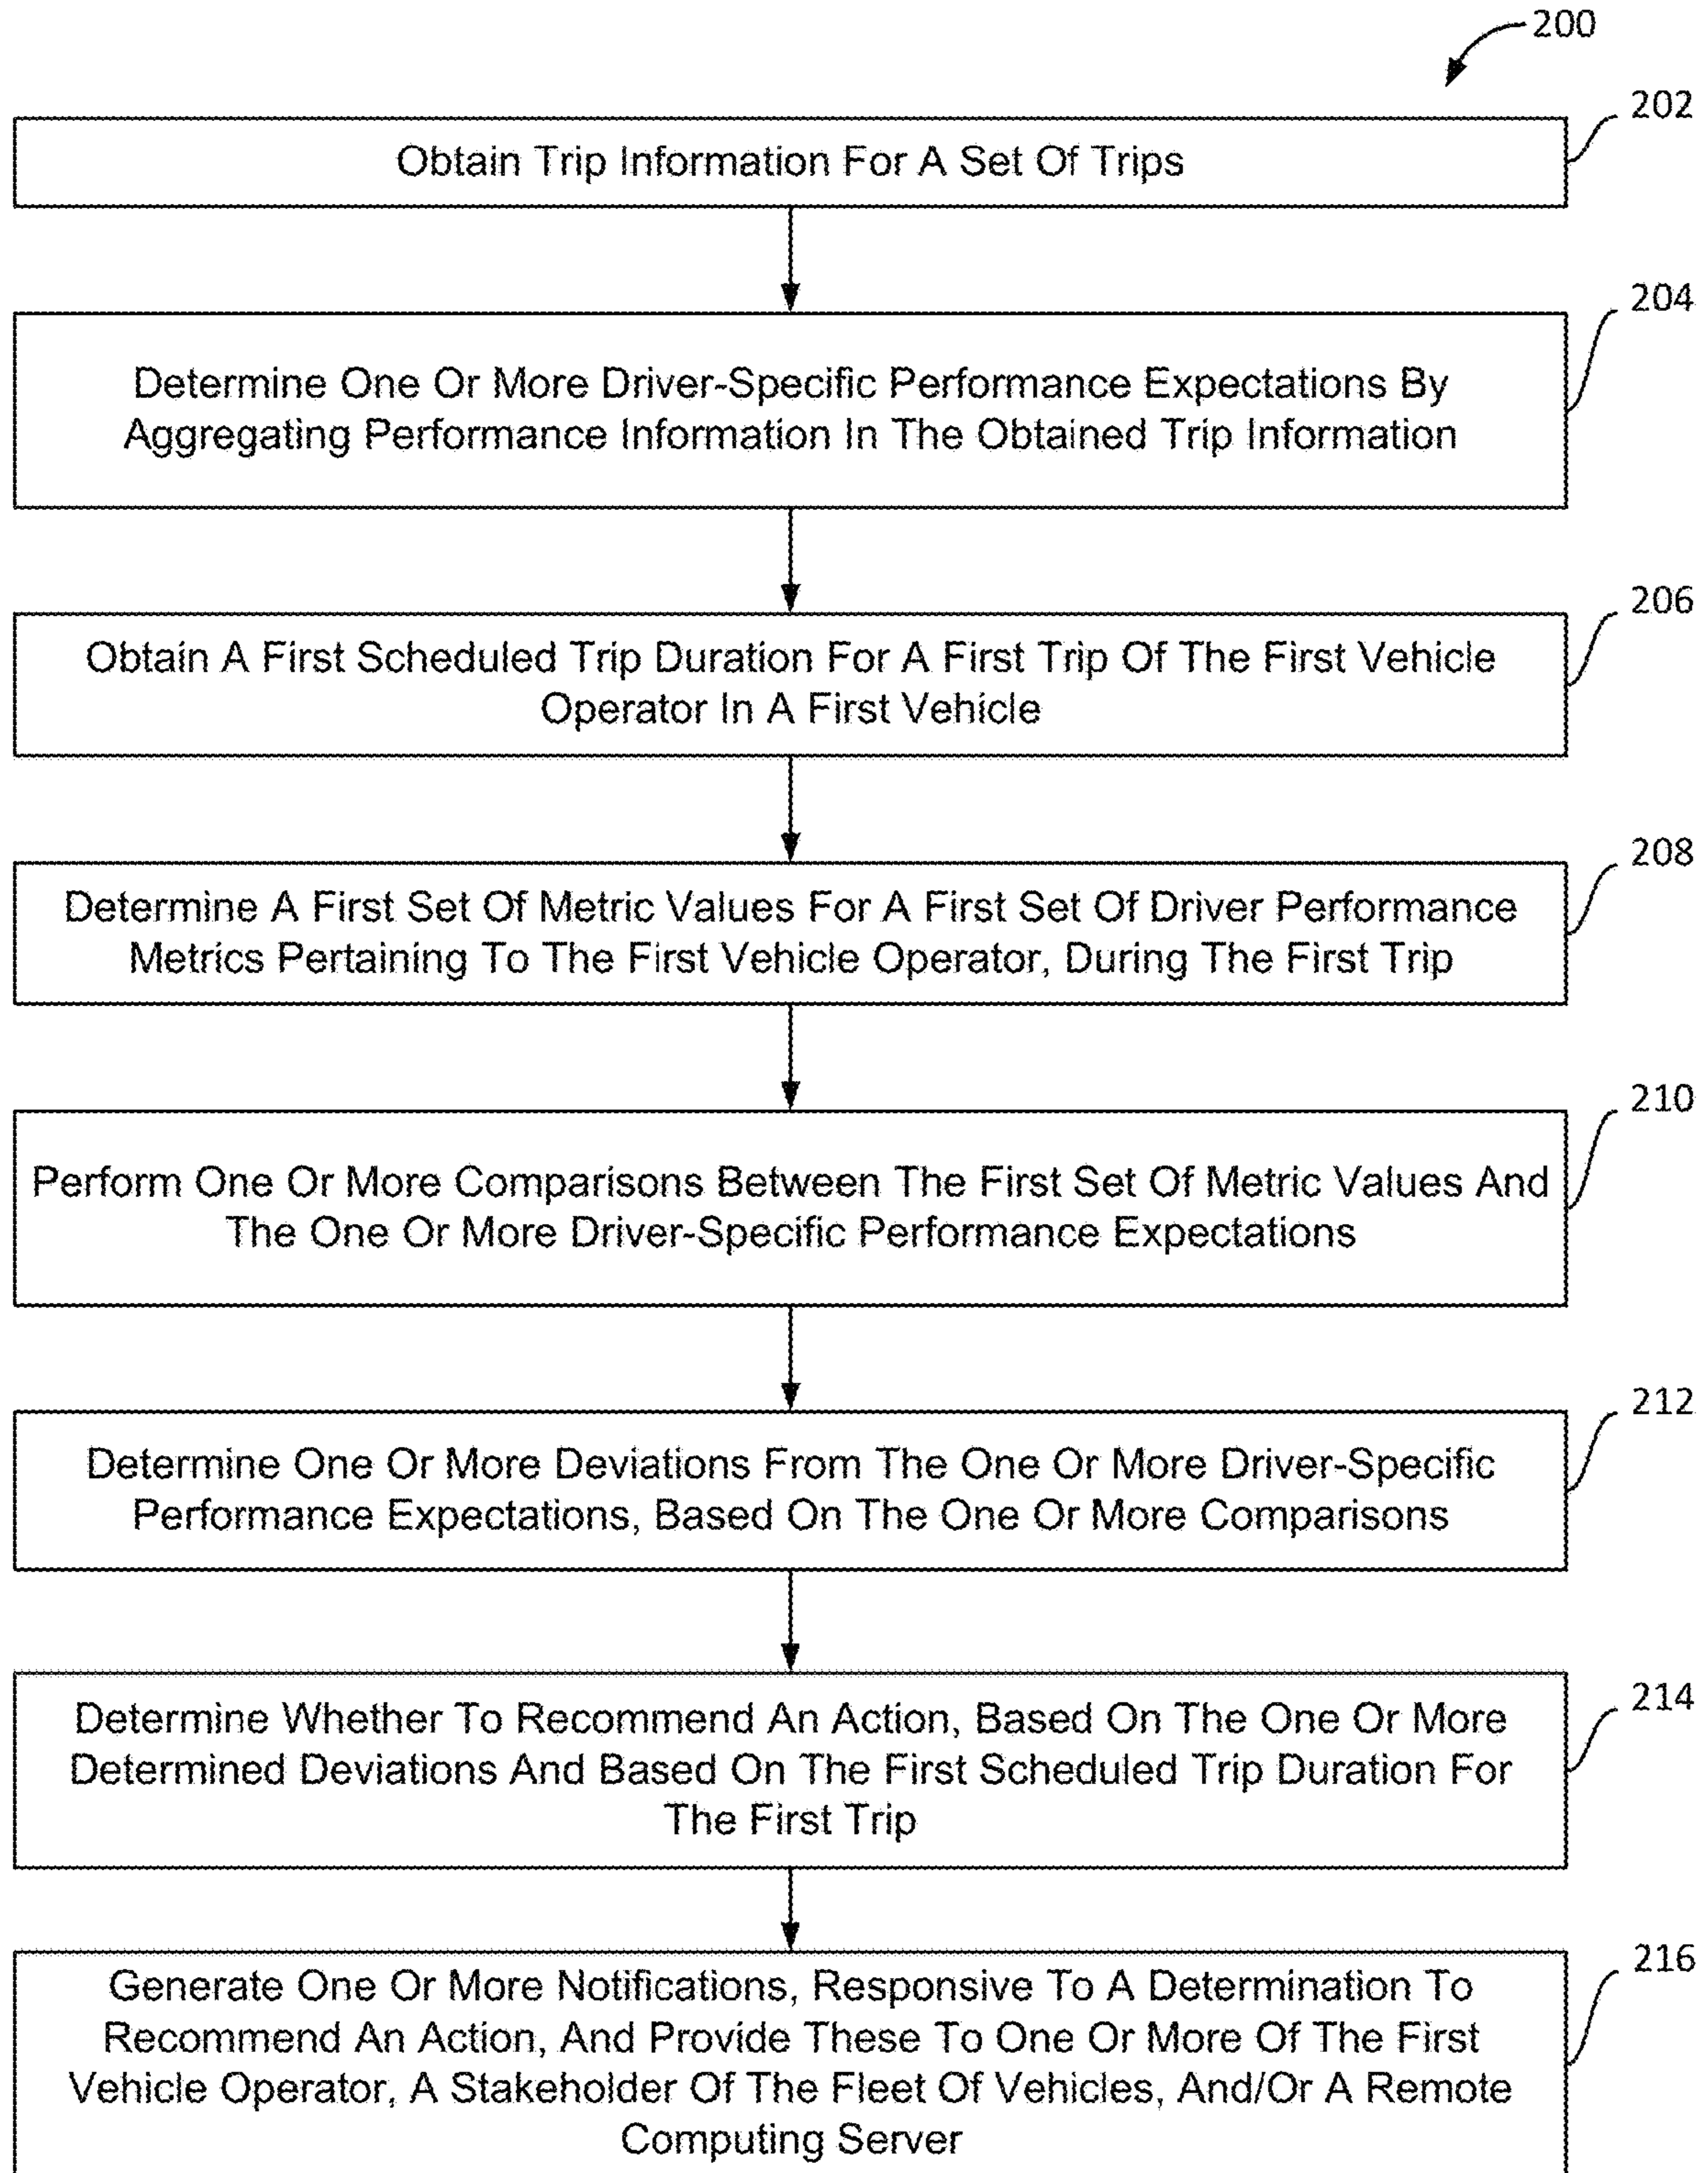 200
202
Obtain Trip Information For A Set Of Trips
204
Determine One Or More Driver-Specific Performance Expectations By
Aggregating Performance Information In The Obtained Trip Information
206
Obtain A First Scheduled Trip Duration For A First Trip Of The First Vehicle
Operator In A First Vehicle
208
Determine A First Set Of Metric Values For A First Set Of Driver Performance
Metrics Pertaining To The First Vehicle Operator, During The First Trip
210
Perform One Or More Comparisons Between The First Set Of Metric Values And
The One Or More Driver-Specific Performance Expectations
212
Determine One Or More Deviations From The One Or More Driver-Specific
Performance Expectations, Based On The One Or More Comparisons
214
Determine Whether To Recommend An Action, Based On The One Or More
Determined Deviations And Based On The First Scheduled Trip Duration For
The First Trip
216
Generate One Or More Notifications, Responsive To A Determination To
Recommend An Action, And Provide These To One Or More Of The First
Vehicle Operator, A Stakeholder Of The Fleet Of Vehicles, And/Or A Remote
Computing Server